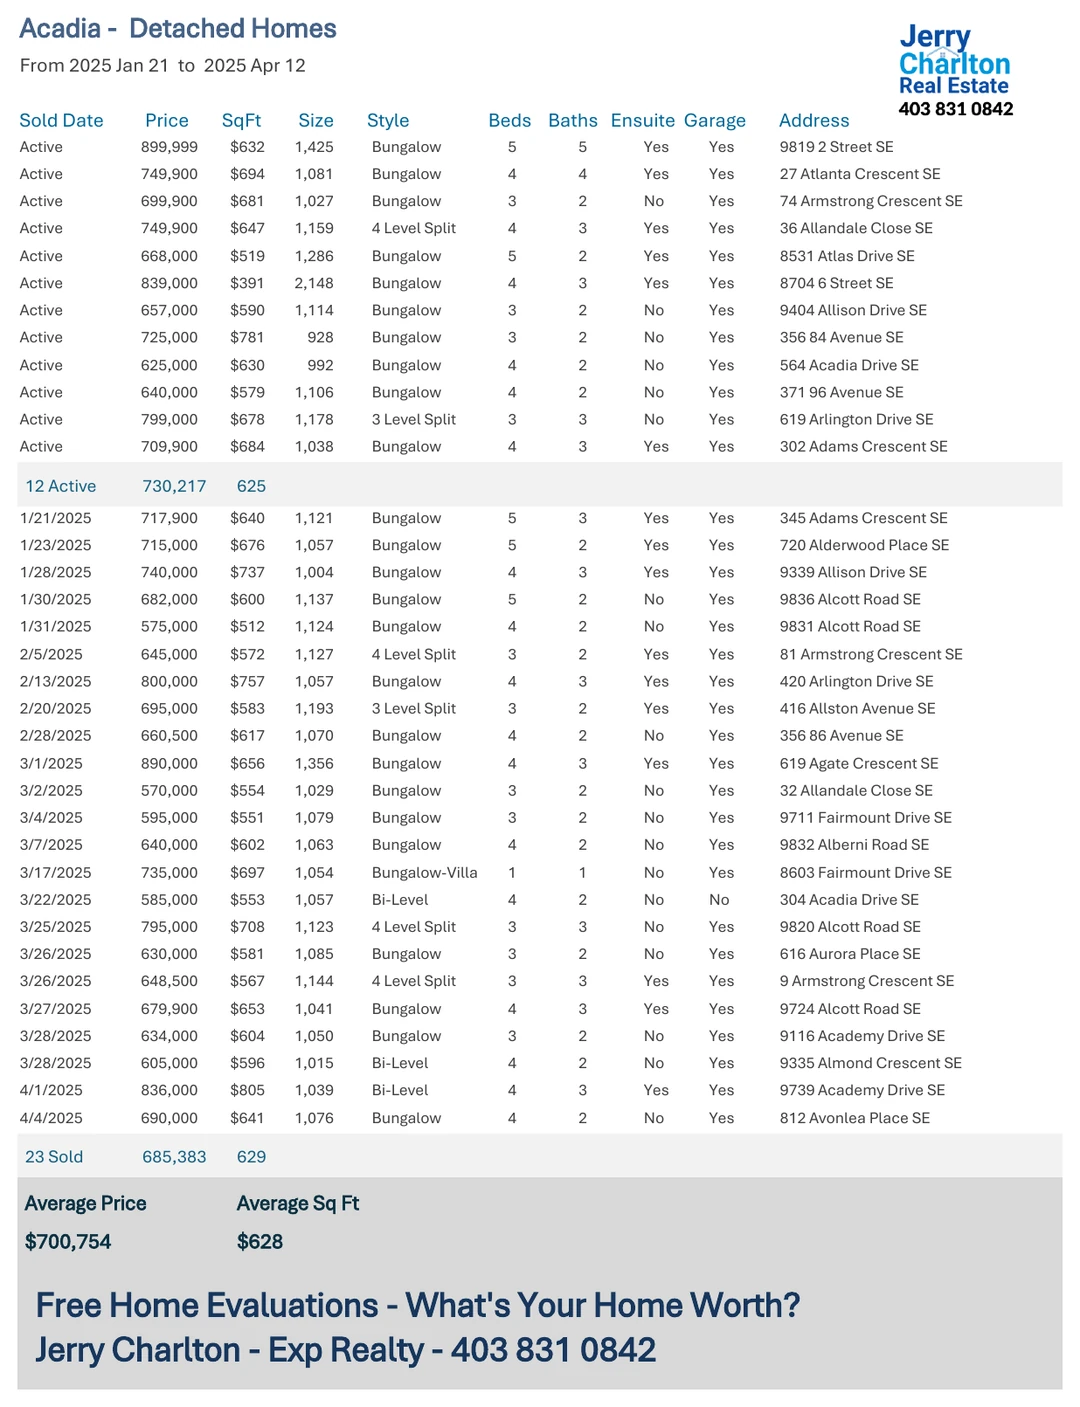 Acadia - Detached Homes
From 2025 Jan 21 to 2025 Apr 12
Jerry
Charlton
Real Estate
403 831 0842
Sold Date Price SqFt Size Style Beds Baths Ensuite Garage Address
Active 899,999 $632 1,425 Bungalow 5 5 Yes Yes 9819 2 Street SE
Active 749,900 $694 1,081 Bungalow 4 4 Yes Yes 27 Atlanta Crescent SE
Active 699,900 $681 1,027 Bungalow 3 2 No Yes 74 Armstrong Crescent SE
Active 749,900 $647 1,159 4 Level Split 4 3 Yes Yes 36 Allandale Close SE
Active 668,000 $519 1,286 Bungalow 5 2 Yes Yes 8531 Atlas Drive SE
Active 839,000 $391 2,148 Bungalow 4 3 Yes Yes 8704 6 Street SE
Active 657,000 $590 1,114 Bungalow 3 2 No Yes 9404 Allison Drive SE
Active 725,000 $781 928 Bungalow 3 2 No Yes 356 84 Avenue SE
Active 625,000 $630 992 Bungalow 4 2 No Yes 564 Acadia Drive SE
Active 640,000 $579 1,106 Bungalow 4 2 No Yes 371 96 Avenue SE
Active 799,000 $678 1,178 3 Level Split 3 3 No Yes 619 Arlington Drive SE
Active 709,900 $684 1,038 Bungalow 4 3 Yes Yes 302 Adams Crescent SE
12 Active 730,217 625
1/21/2025 717,900 $640 1,121 Bungalow 5 3 Yes Yes 345 Adams Crescent SE
1/23/2025 715,000 $676 1,057 Bungalow 5 2 Yes Yes 720 Alderwood Place SE
1/28/2025 740,000 $737 1,004 Bungalow 4 3 Yes Yes 9339 Allison Drive SE
1/30/2025 682,000 $600 1,137 Bungalow 5 2 No Yes 9836 Alcott Road SE
1/31/2025 575,000 $512 1,124 Bungalow 4 2 No Yes 9831 Alcott Road SE
2/5/2025 645,000 $572 1,127 4 Level Split 3 2 Yes Yes 81 Armstrong Crescent SE
2/13/2025 800,000 $757 1,057 Bungalow 4 3 Yes Yes 420 Arlington Drive SE
2/20/2025 695,000 $583 1,193 3 Level Split 3 2 Yes Yes 416 Allston Avenue SE
2/28/2025 660,500 $617 1,070 Bungalow 4 2 No Yes 356 86 Avenue SE
3/1/2025 890,000 $656 1,356 Bungalow 4 3 Yes Yes 619 Agate Crescent SE
3/2/2025 570,000 $554 1,029 Bungalow 3 2 No Yes 32 Allandale Close SE
3/4/2025 595,000 $551 1,079 Bungalow 3 2 No Yes 9711 Fairmount Drive SE
3/7/2025 640,000 $602 1,063 Bungalow 4 2 No Yes 9832 Alberni Road SE
3/17/2025 735,000 $697 1,054 Bungalow-Villa 1 1 No Yes 8603 Fairmount Drive SE
3/22/2025 585,000 $553 1,057 Bi-Level 4 2 No No 304 Acadia Drive SE
3/25/2025 795,000 $708 1,123 4 Level Split 3 3 No Yes 9820 Alcott Road SE
3/26/2025 630,000 $581 1,085 Bungalow 3 2 No Yes 616 Aurora Place SE
3/26/2025 648,500 $567 1,144 4 Level Split 3 3 Yes Yes 9 Armstrong Crescent SE
3/27/2025 679,900 $653 1,041 Bungalow 4 3 Yes Yes 9724 Alcott Road SE
3/28/2025 634,000 $604 1,050 Bungalow 3 2 No Yes 9116 Academy Drive SE
3/28/2025 605,000 $596 1,015 Bi-Level 4 2 No Yes 9335 Almond Crescent SE
4/1/2025 836,000 $805 1,039 Bi-Level 4 3 Yes Yes 9739 Academy Drive SE
4/4/2025 690,000 $641 1,076 Bungalow 4 2 No Yes 812 Avonlea Place SE
23 Sold 685,383 629
Average Price Average Sq Ft
$700,754 $628
Free Home Evaluations - What's Your Home Worth?
Jerry Charlton - Exp Realty - 403 831 0842